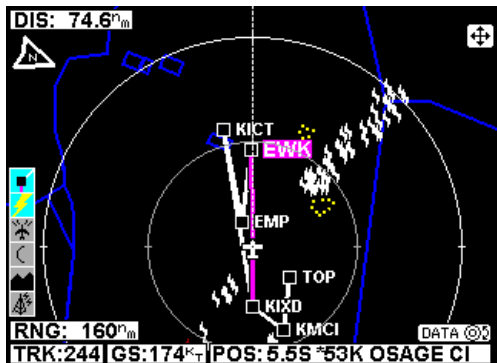 DIS: 74.6nm
N
KICT
EWK
EMP
TOP
KIXD
KMCI
RNG: 160nm
DATA
TRK:244 GS:174KT POS: 5.5S *53K OSAGE CI